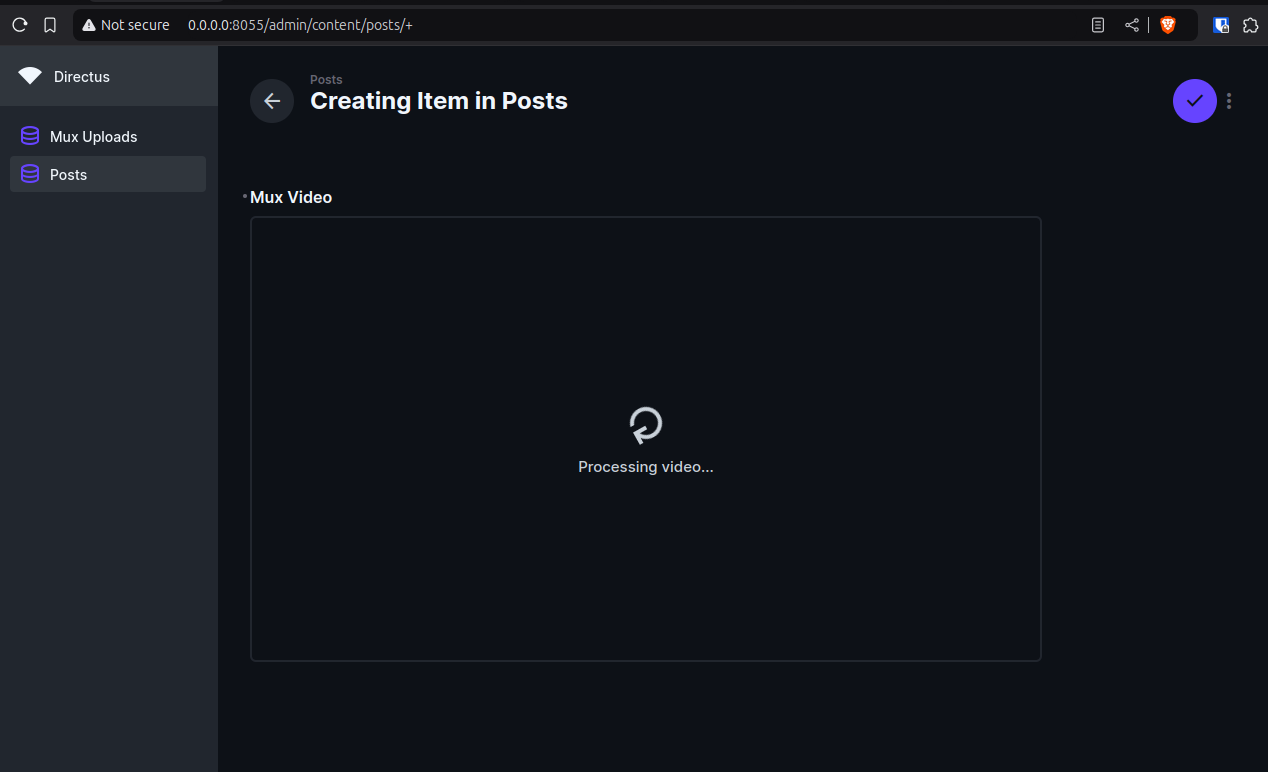 Not secure 0.0.0.0:8055/admin/content/posts/+
Directus
Mux Uploads
Posts
Posts
Creating Item in Posts
Mux Video
Processing video...